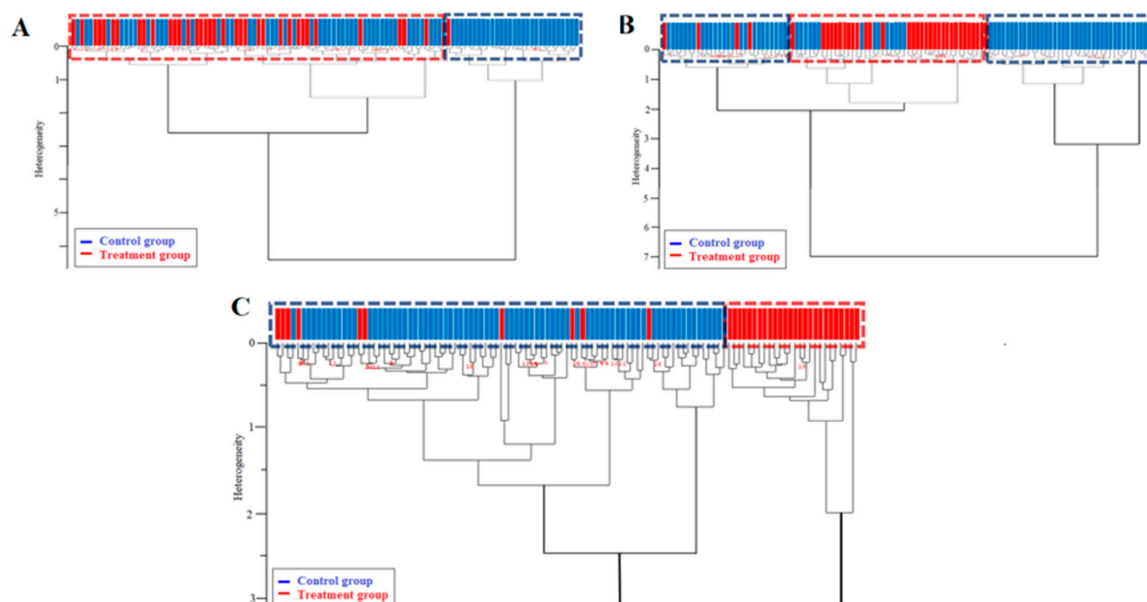 A
0
1
5
Heterogeneity
Control group
Treatment group
B
0
1
2
3
4
5
6
7
Heterogeneity
Control group
Treatment group
C
0
1
2
3
Heterogeneity
Control group
Treatment group